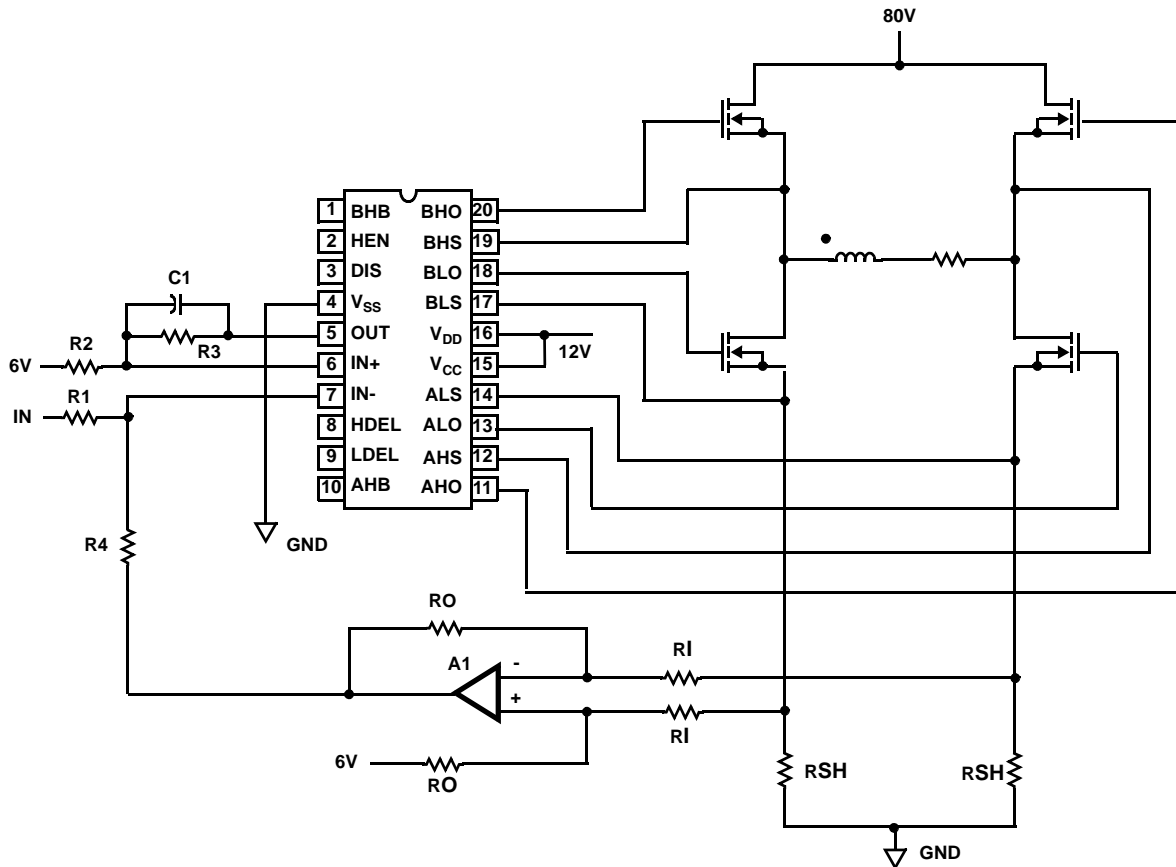 80V
1 BHB BHO 20
2 HEN BHS 19
3 DIS BLO 18
4 VSS BLS 17
5 OUT VDD 16
6 IN+ VCC 15
7 IN- ALS 14
8 HDEL ALO 13
9 LDEL AHS 12
10 AHB AHO 11
12V
C1
R3
R2
6V
R1
IN
R4
GND
RO
A1
-
+
RI
RI
6V
RO
RSH
RSH
GND